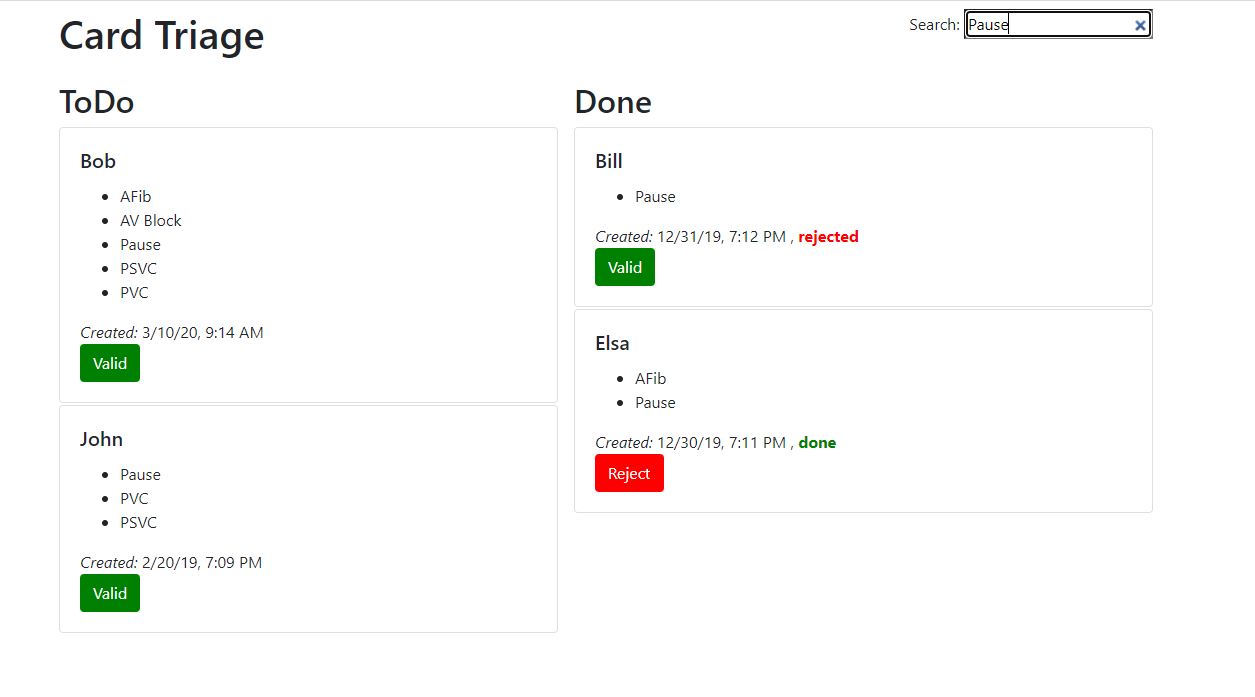 Card Triage
Search: Pause
ToDo
Bob
AFib
AV Block
Pause
PSVC
PVC
Created: 3/10/20, 9:14 AM
Valid
John
Pause
PVC
PSVC
Created: 2/20/19, 7:09 PM
Valid
Done
Bill
Pause
Created: 12/31/19, 7:12 PM , rejected
Valid
Elsa
AFib
Pause
Created: 12/30/19, 7:11 PM , done
Reject